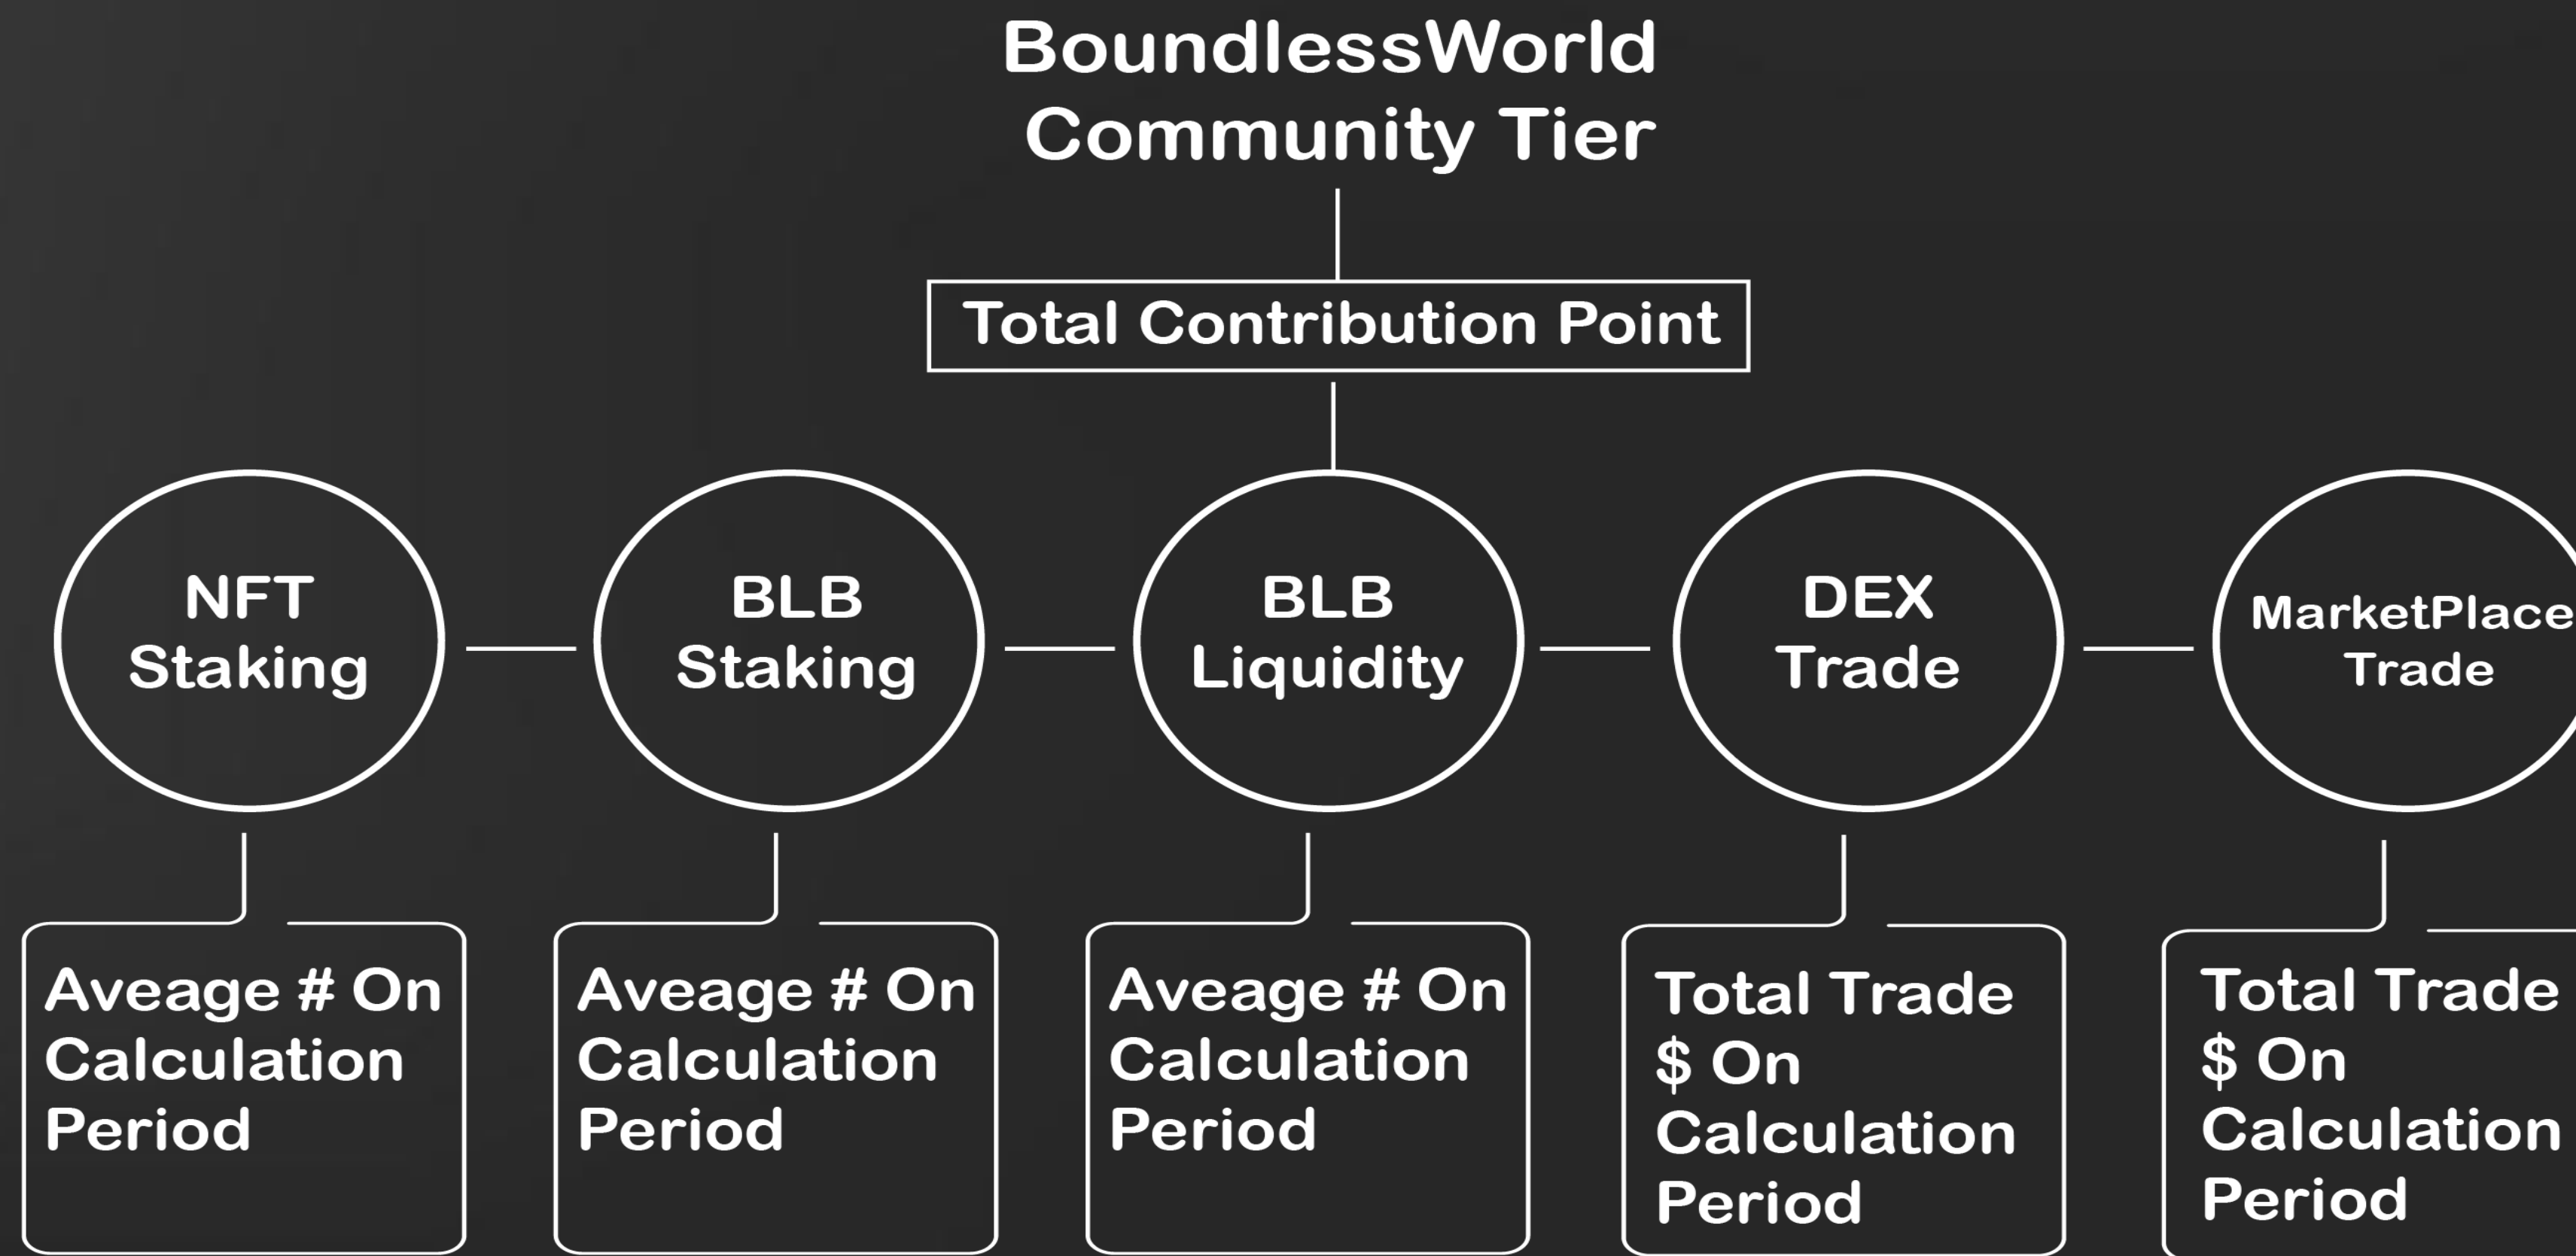 BoundlessWorld
Community Tier
Total Contribution Point
NFT
Staking
BLB
Staking
BLB
Liquidity
DEX
Trade
MarketPlace
Trade
Aveage # On
Calculation
Period
Aveage # On
Calculation
Period
Aveage # On
Calculation
Period
Total Trade
$ On
Calculation
Period
Total Trade
$ On
Calculation
Period